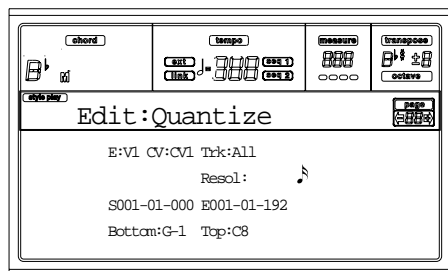 chord
tempo
measure
transpose
B♭ M
ext
link
♩=
seq 1
seq 2
octave
style play
Edit:Quantize
page
E:V1 CV:CV1 Trk:All
Resol: 𝅘𝅥𝅯
S001-01-000 E001-01-192
Bottom:G-1 Top:C8